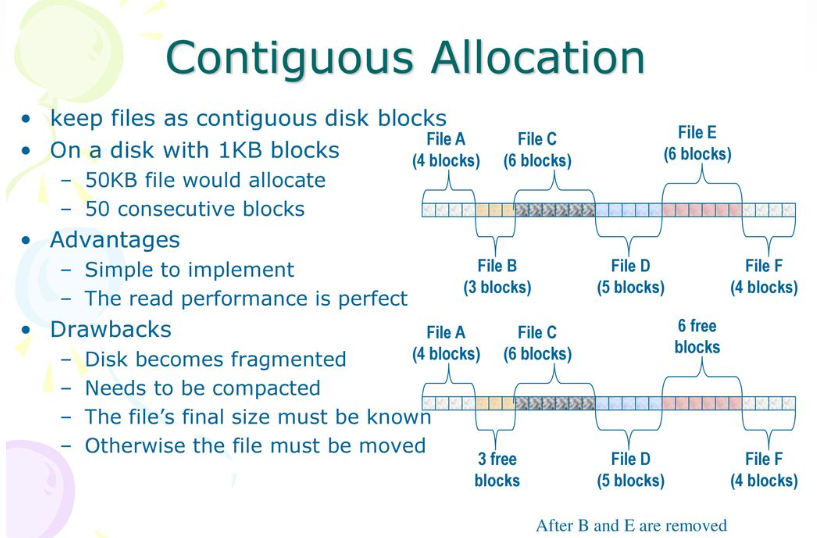 Contiguous Allocation
• keep files as contiguous disk blocks
• On a disk with 1KB blocks
– 50KB file would allocate
– 50 consecutive blocks
• Advantages
– Simple to implement
– The read performance is perfect
• Drawbacks
– Disk becomes fragmented
– Needs to be compacted
– The file's final size must be known
– Otherwise the file must be moved
File A
(4 blocks)
File C
(6 blocks)
File E
(6 blocks)
File B
(3 blocks)
File D
(5 blocks)
File F
(4 blocks)
File A
(4 blocks)
File C
(6 blocks)
6 free
blocks
3 free
blocks
File D
(5 blocks)
File F
(4 blocks)
After B and E are removed